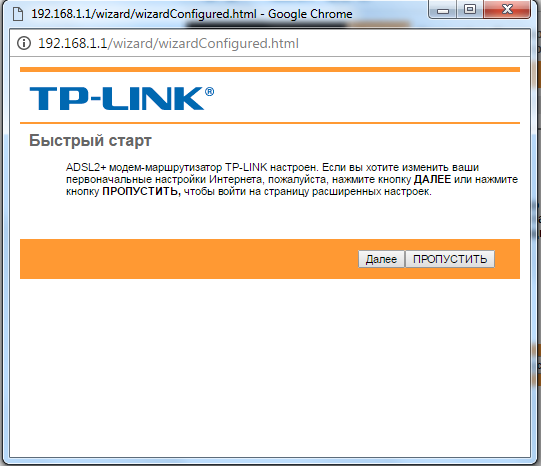 192.168.1.1/wizard/wizardConfigured.html - Google Chrome
192.168.1.1/wizard/wizardConfigured.html
TP-LINK®
Быстрый старт
ADSL2+ модем-маршрутизатор TP-LINK настроен. Если вы хотите изменить ваши
первоначальные настройки Интернета, пожалуйста, нажмите кнопку ДАЛЕЕ или нажмите
кнопку ПРОПУСТИТЬ, чтобы войти на страницу расширенных настроек.
Далее ПРОПУСТИТЬ